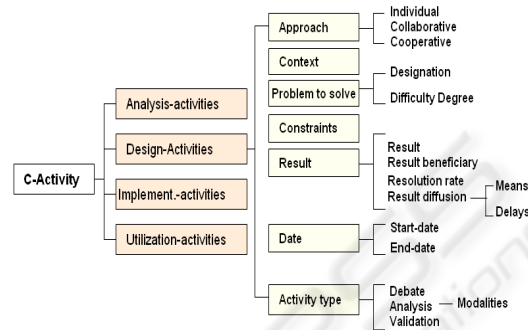 C-Activity
Analysis-activities
Design-Activities
Implement.-activities
Utilization-activities
Approach
Individual
Collaborative
Cooperative
Context
Problem to solve
Designation
Difficulty Degree
Constraints
Result
Result
Result beneficiary
Resolution rate
Result diffusion
Means
Delays
Date
Start-date
End-date
Activity type
Debate
Analysis
Validation
Modalities